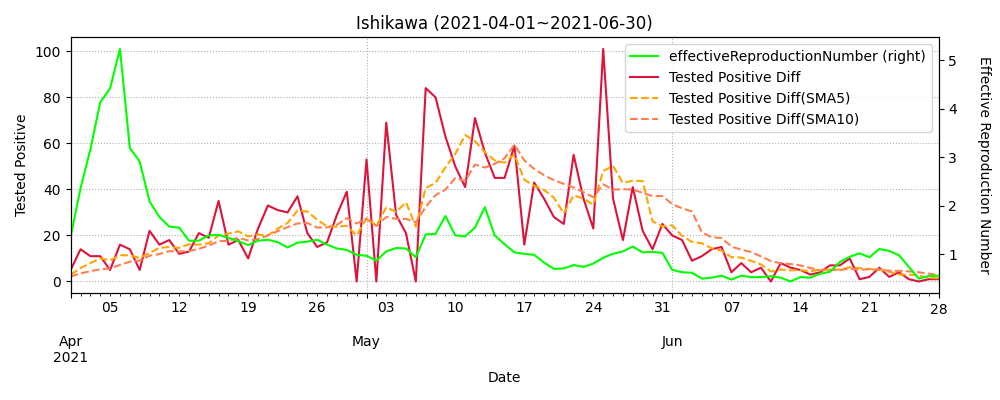 Ishikawa (2021-04-01~2021-06-30)
effectiveReproductionNumber (right)
Tested Positive Diff
Tested Positive Diff(SMA5)
Tested Positive Diff(SMA10)
Tested Positive
100
80
60
40
20
0
5
4
3
2
1
Effective Reproduction Number
05 12 19 26 03 10 17 24 31 07 14 21 28
Apr May Jun
2021
Date